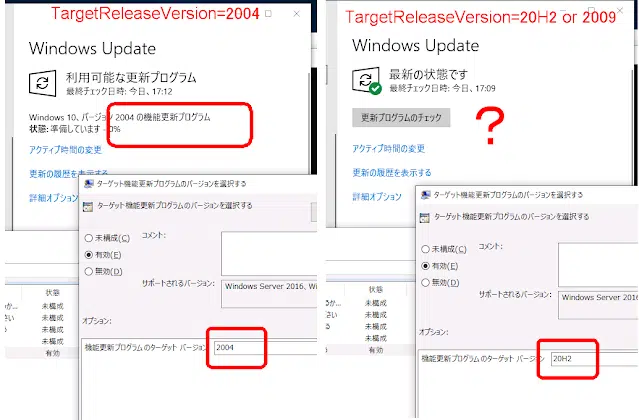 TargetReleaseVersion=2004
Windows Update
利用可能な更新プログラム
最終チェック日時: 今日、17:12
Windows 10、バージョン 2004 の機能更新プログラム
状態: 準備しています - 0%
アクティブ時間の変更
更新の履歴を表示する
詳細オプション
ターゲット機能更新プログラムのバージョンを選択する
ターゲット機能更新プログラムのバージョンを選択する
未構成(C)
コメント:
有効(E)
無効(D)
サポートされるバージョン:
Windows Server 2016, Wi
状態
未構成
未構成
未構成
未構成
有効
オプション:
機能更新プログラムのターゲット バージョン
2004
TargetReleaseVersion=20H2 or 2009
Windows Update
最新の状態です
最終チェック日時: 今日、17:09
更新プログラムのチェック
?
アクティブ時間の変更
更新の履歴を表示する
詳細オプション
ターゲット機能更新プログラムのバージョンを選択する
ターゲット機能更新プログラムのバージョンを選択する
未構成(C)
コメント:
有効(E)
無効(D)
サポートされるバージョン:
Windows Server 2016
状態
未構成
未構成
未構成
未構成
有効
オプション:
機能更新プログラムのターゲット バージョン
20H2